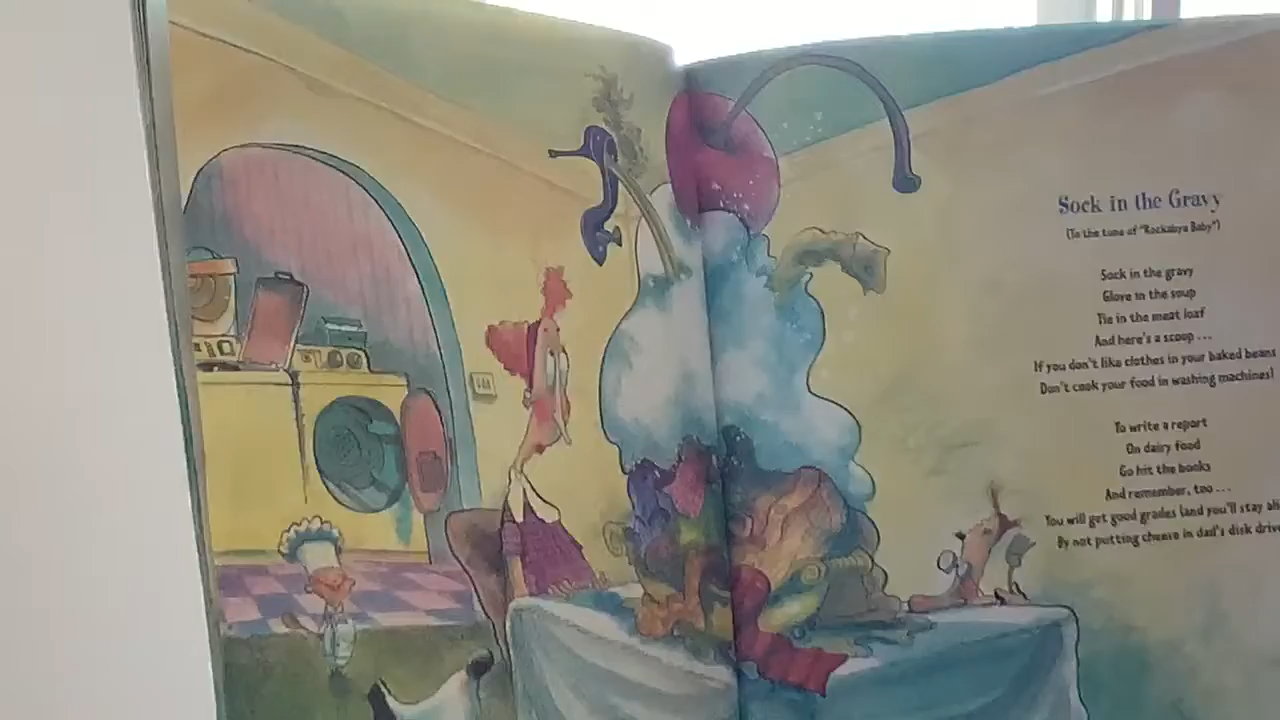 Sock in the Gravy
(To the tune of "Rockabye Baby")
Sock in the gravy
Glove in the soup
Tie in the meat loaf
And here's a scoop ...
If you don't like clothes in your baked beans
Don't cook your food in washing machines!
To write a report
On dairy food
Go hit the books
And remember, too ...
You will get good grades (and you'll stay
By not putting cheese in dad's disk